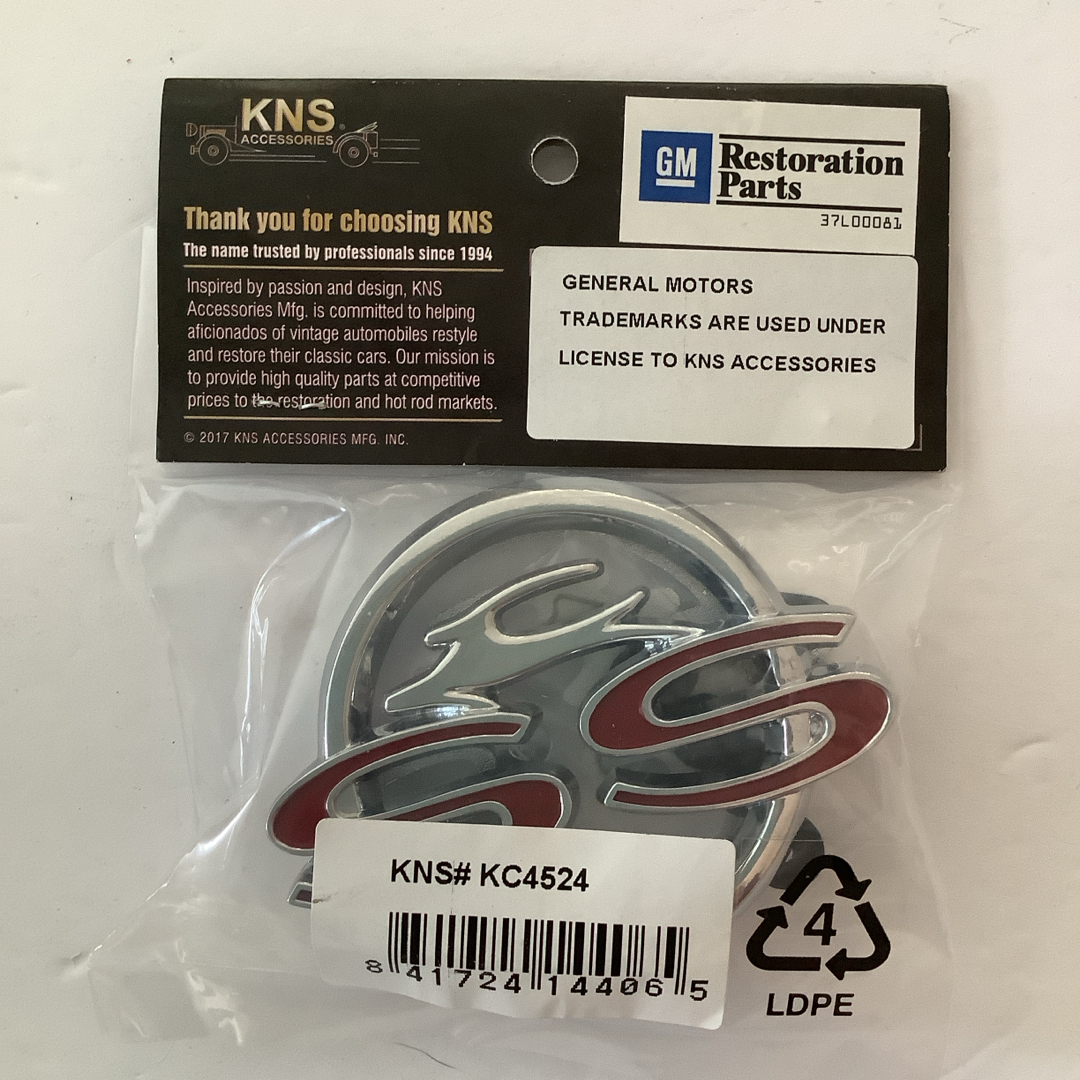 KNS
ACCESSORIES
Thank you for choosing KNS
The name trusted by professionals since 1994
Inspired by passion and design, KNS
Accessories Mfg. is committed to helping
aficionados of vintage automobiles restyle
and restore their classic cars. Our mission is
to provide high quality parts at competitive
prices to the restoration and hot rod markets.
© 2017 KNS ACCESSORIES MFG. INC.
GM
Restoration
Parts
37L00081
GENERAL MOTORS
TRADEMARKS ARE USED UNDER
LICENSE TO KNS ACCESSORIES
SS
KNS# KC4524
8 41724 14406 5
4
LDPE